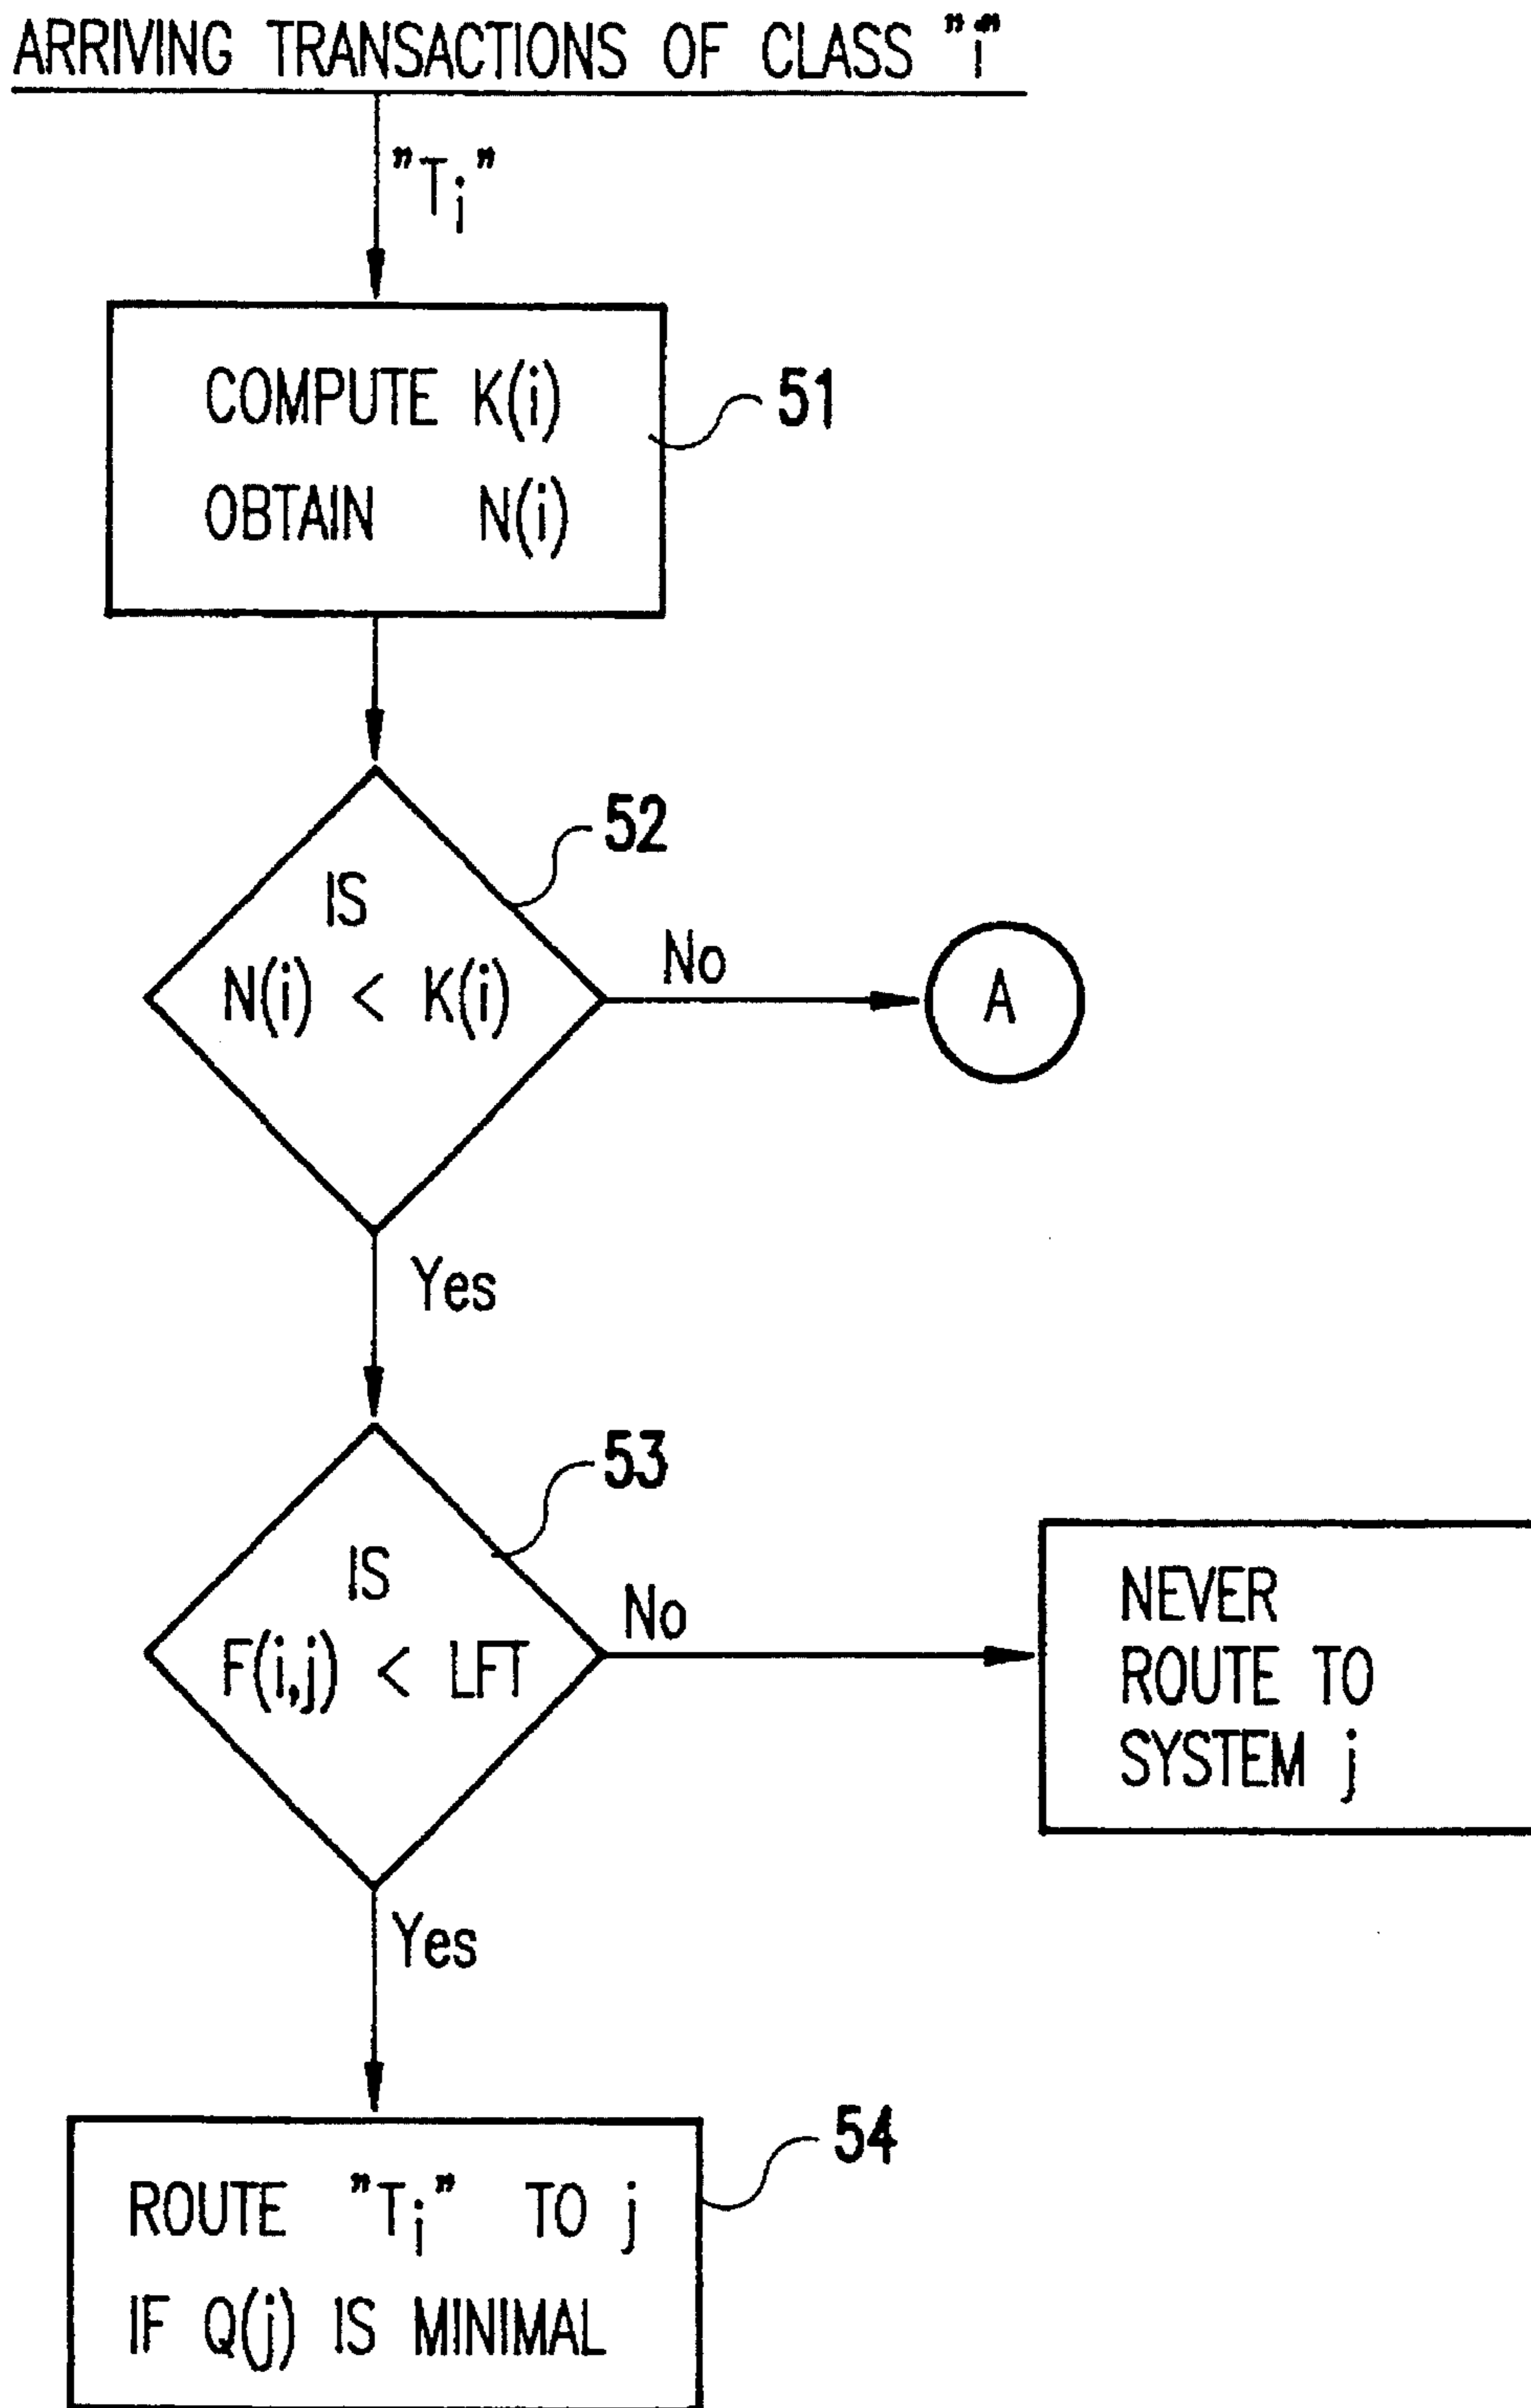 ARRIVING TRANSACTIONS OF CLASS "i"
"Ti"
COMPUTE K(i)
OBTAIN N(i)
51
52
IS
N(i) < K(i)
No
A
Yes
53
IS
F(i,j) < LFT
No
NEVER
ROUTE TO
SYSTEM j
Yes
54
ROUTE "Ti" TO j
IF Q(j) IS MINIMAL